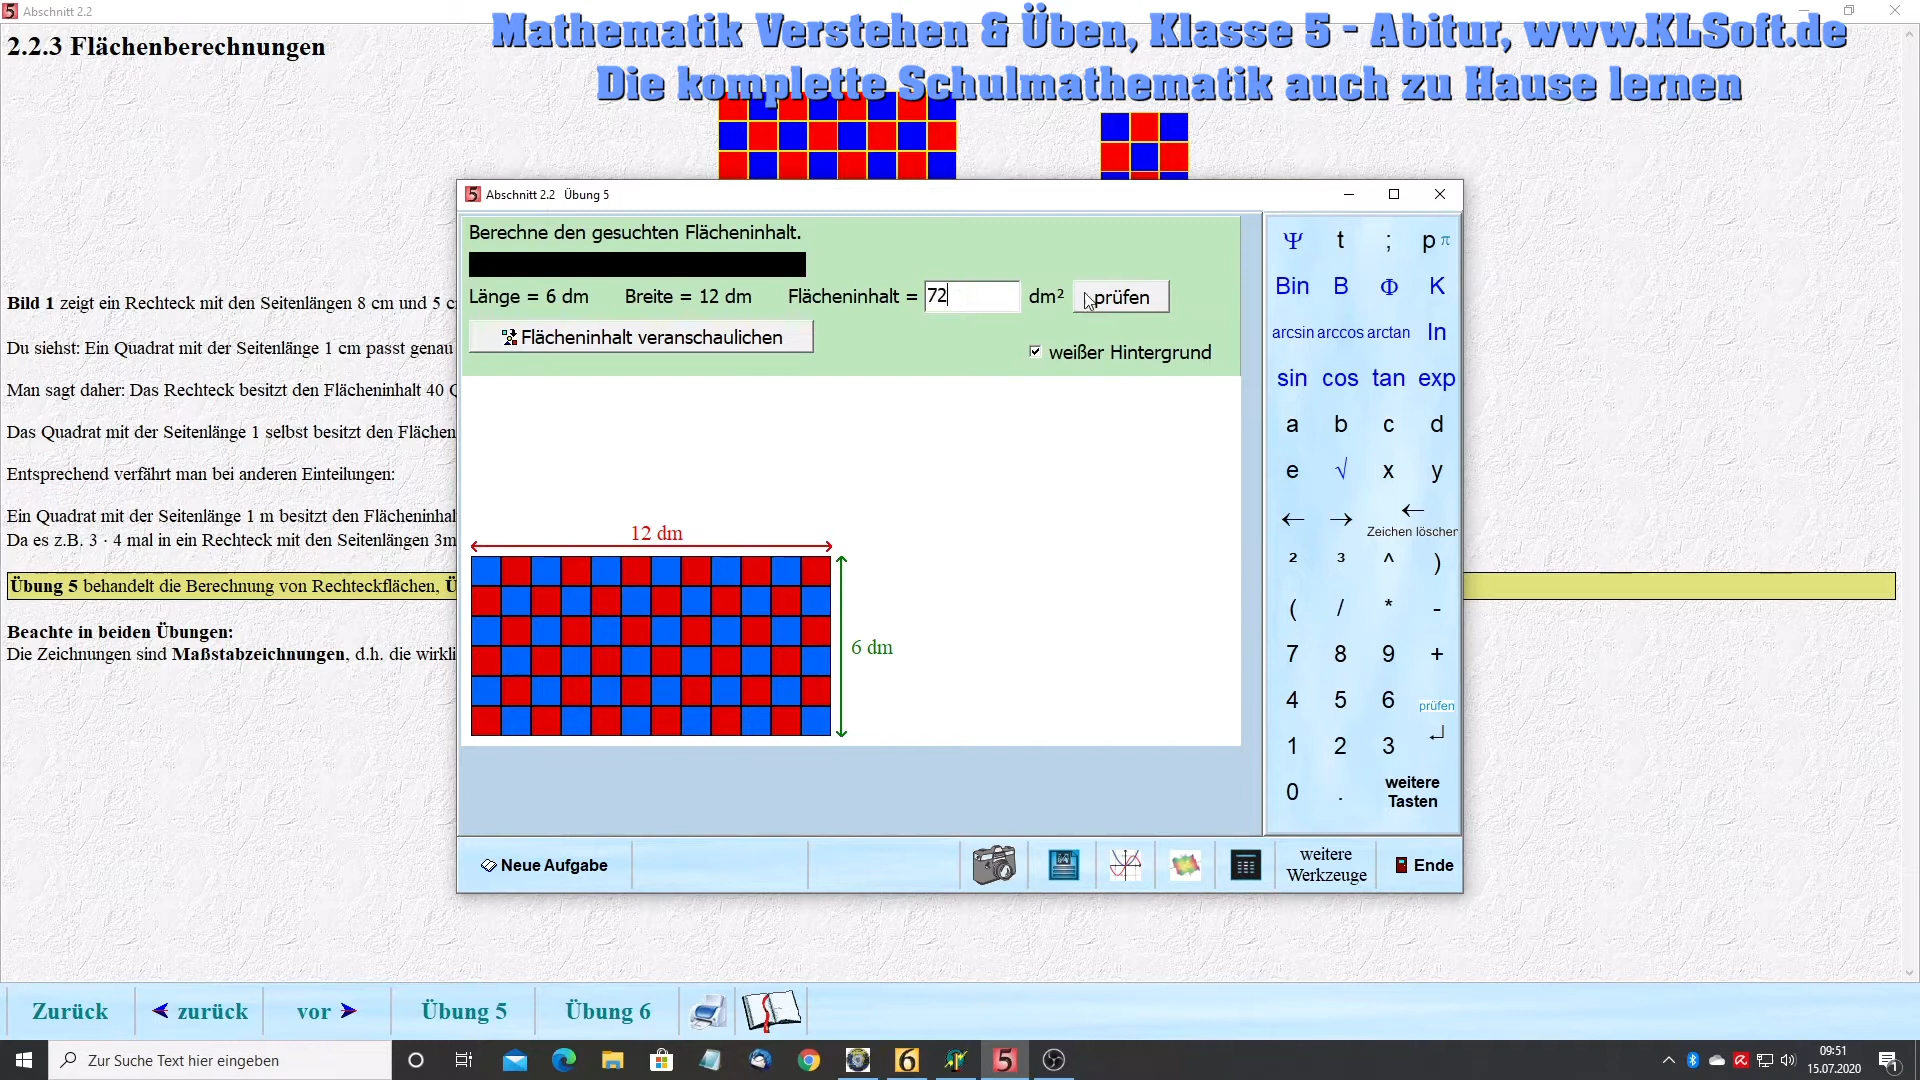 Abschnitt 2.2
Mathematik Verstehen & Üben, Klasse 5 - Abitur, www.KLSoft.de
Die komplette Schulmathematik auch zu Hause lernen
2.2.3 Flächenberechnungen
Bild 1 zeigt ein Rechteck mit den Seitenlängen 8 cm und 5 c
Du siehst: Ein Quadrat mit der Seitenlänge 1 cm passt genau
Man sagt daher: Das Rechteck besitzt den Flächeninhalt 40 Q
Das Quadrat mit der Seitenlänge 1 selbst besitzt den Flächen
Entsprechend verfährt man bei anderen Einteilungen:
Ein Quadrat mit der Seitenlänge 1 m besitzt den Flächeninhal
Da es z.B. 3 · 4 mal in ein Rechteck mit den Seitenlängen 3m
Übung 5 behandelt die Berechnung von Rechteckflächen, Ü
Beachte in beiden Übungen:
Die Zeichnungen sind Maßstabzeichnungen, d.h. die wirkli
5 Abschnitt 2.2 Übung 5
Berechne den gesuchten Flächeninhalt.
Länge = 6 dm Breite = 12 dm Flächeninhalt = 72 dm² prüfen
Flächeninhalt veranschaulichen
weißer Hintergrund
12 dm
6 dm
Ψ t ; p π
Bin B Φ K
arcsin arccos arctan ln
sin cos tan exp
a b c d
e √ x y
← → ←
Zeichen löschen
² ³ ^ )
( / * -
7 8 9 +
4 5 6 prüfen
1 2 3 ↵
0 . weitere
Tasten
Neue Aufgabe
weitere
Werkzeuge
Ende
Zurück zurück vor Übung 5 Übung 6
Zur Suche Text hier eingeben
6
5
09:51
15.07.2020
1